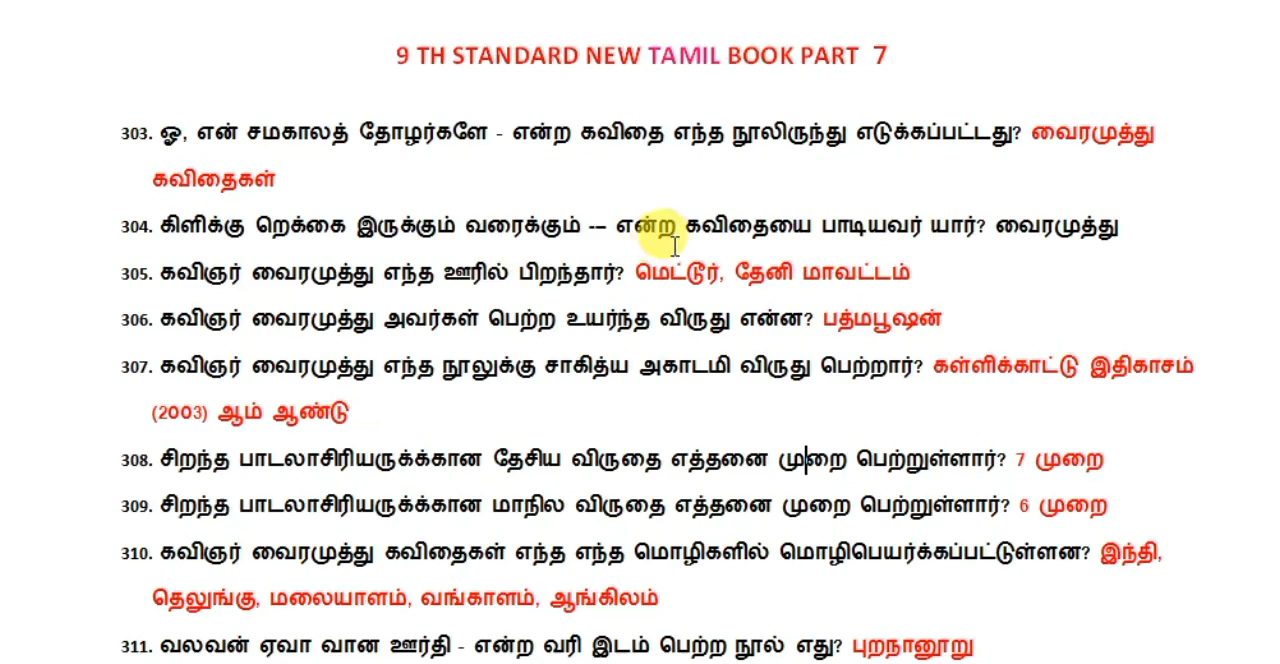 9 TH STANDARD NEW TAMIL BOOK PART 7
303. ஓ, என் சமகாலத் தோழர்களே - என்ற கவிதை எந்த நூலிருந்து எடுக்கப்பட்டது? வைரமுத்து
கவிதைகள்
304. கிளிக்கு றெக்கை இருக்கும் வரைக்கும் -– என்ற கவிதையை பாடியவர் யார்? வைரமுத்து
305. கவிஞர் வைரமுத்து எந்த ஊரில் பிறந்தார்? மெட்டூர், தேனி மாவட்டம்
306. கவிஞர் வைரமுத்து அவர்கள் பெற்ற உயர்ந்த விருது என்ன? பத்மபூஷன்
307. கவிஞர் வைரமுத்து எந்த நூலுக்கு சாகித்ய அகாடமி விருது பெற்றார்? கள்ளிக்காட்டு இதிகாசம்
(2003) ஆம் ஆண்டு
308. சிறந்த பாடலாசிரியருக்க்கான தேசிய விருதை எத்தனை முறை பெற்றுள்ளார்? 7 முறை
309. சிறந்த பாடலாசிரியருக்க்கான மாநில விருதை எத்தனை முறை பெற்றுள்ளார்? 6 முறை
310. கவிஞர் வைரமுத்து கவிதைகள் எந்த எந்த மொழிகளில் மொழிபெயர்க்கப்பட்டுள்ளன? இந்தி,
தெலுங்கு, மலையாளம், வங்காளம், ஆங்கிலம்
311. வலவன் ஏவா வான ஊர்தி - என்ற வரி இடம் பெற்ற நூல் எது? புறநானூறு